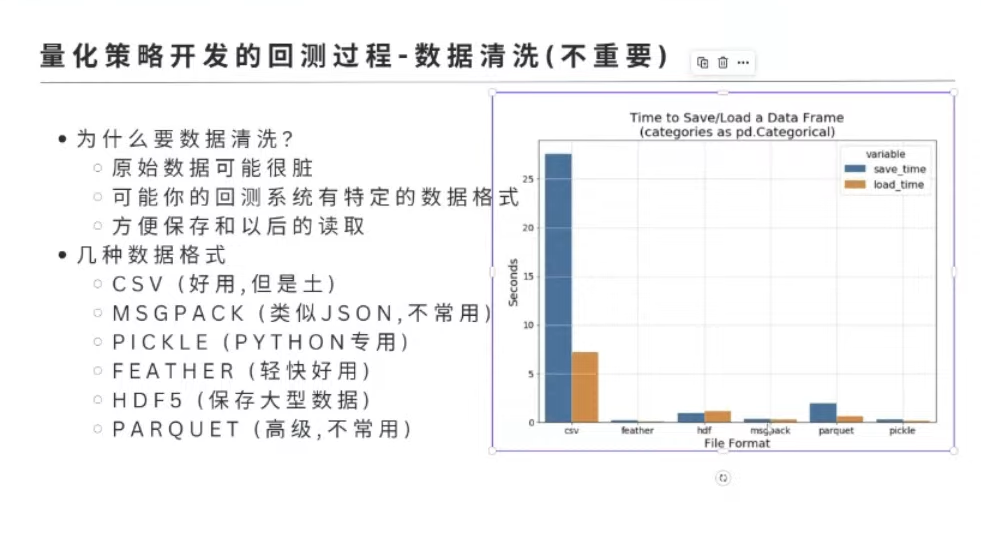 量化策略开发的回测过程-数据清洗(不重要)
为什么要数据清洗?
原始数据可能很脏
可能你的回测系统有特定的数据格式
方便保存和以后的读取
几种数据格式
CSV (好用,但是土)
MSGPACK (类似JSON,不常用)
PICKLE (PYTHON专用)
FEATHER (轻快好用)
HDF5 (保存大型数据)
PARQUET (高级,不常用)
Time to Save/Load a Data Frame
(categories as pd.Categorical)
variable
save_time
load_time
Seconds
25
20
15
10
5
0
csv feather hdf msgpack parquet pickle
File Format